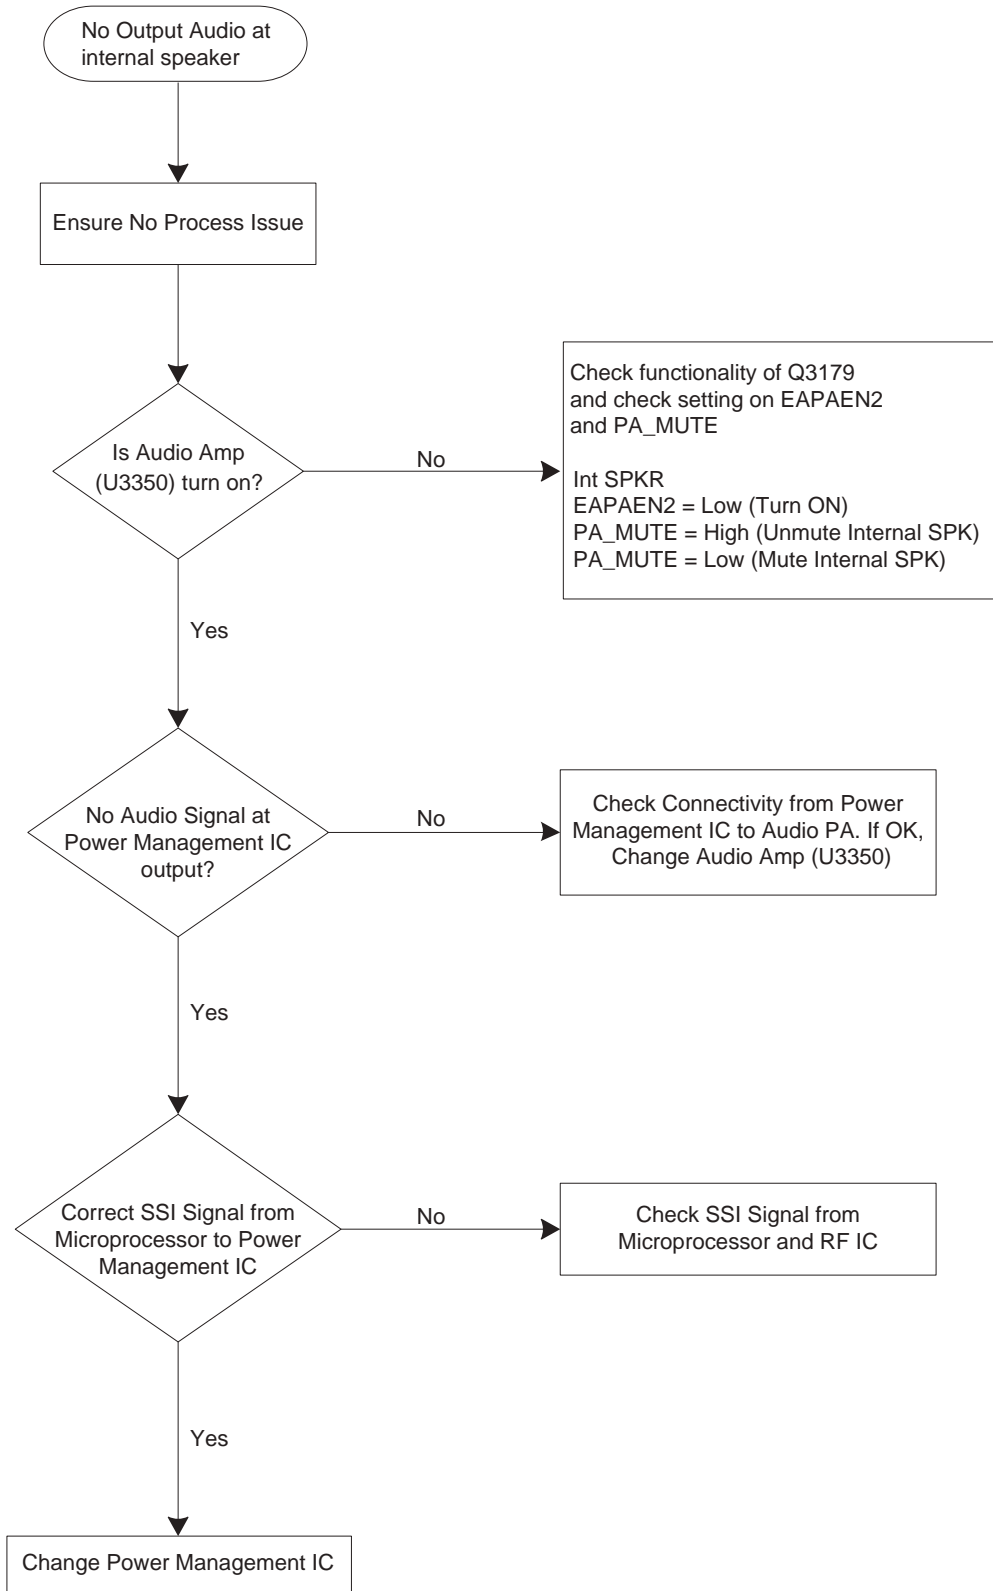 No Output Audio at
internal speaker
Ensure No Process Issue
Is Audio Amp
(U3350) turn on?
No
Check functionality of Q3179
and check setting on EAPAEN2
and PA_MUTE
Int SPKR
EAPAEN2 = Low (Turn ON)
PA_MUTE = High (Unmute Internal SPK)
PA_MUTE = Low (Mute Internal SPK)
Yes
No Audio Signal at
Power Management IC
output?
No
Check Connectivity from Power
Management IC to Audio PA. If OK,
Change Audio Amp (U3350)
Yes
Correct SSI Signal from
Microprocessor to Power
Management IC
No
Check SSI Signal from
Microprocessor and RF IC
Yes
Change Power Management IC